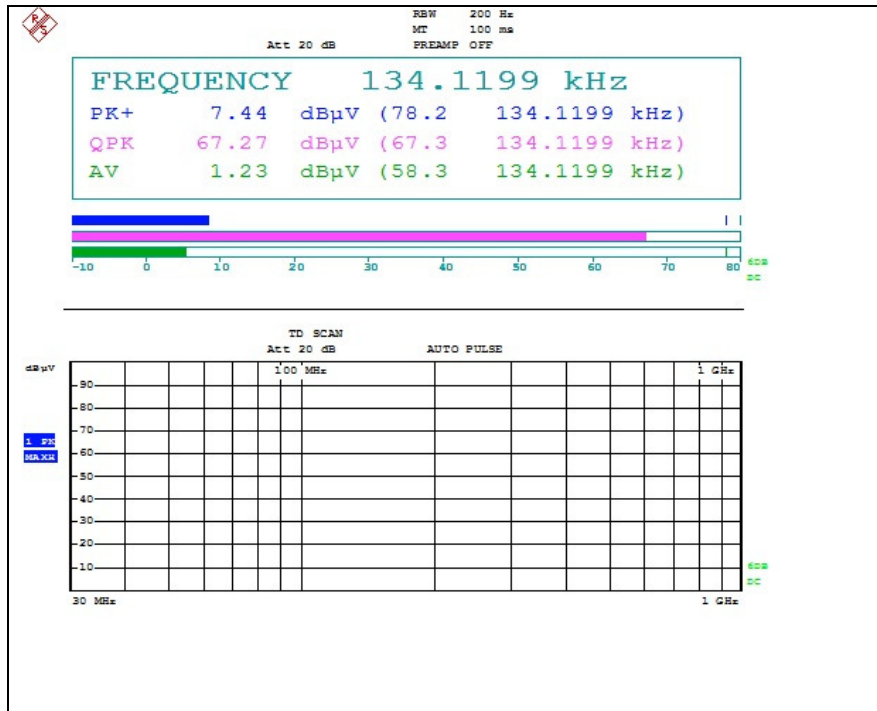 R S
RBW 200 Hz
MT 100 ms
Att 20 dB PREAMP OFF
FREQUENCY 134.1199 kHz
PK+ 7.44 dBµV (78.2 134.1199 kHz)
QPK 67.27 dBµV (67.3 134.1199 kHz)
AV 1.23 dBµV (58.3 134.1199 kHz)
-10 0 10 20 30 40 50 60 70 80
6DB
DC
TD SCAN
Att 20 dB AUTO PULSE
dBµV
100 MHz 1 GHz
90
80
70
1 PK
MAXH
60
50
40
30
20
10
6DB
DC
30 MHz 1 GHz